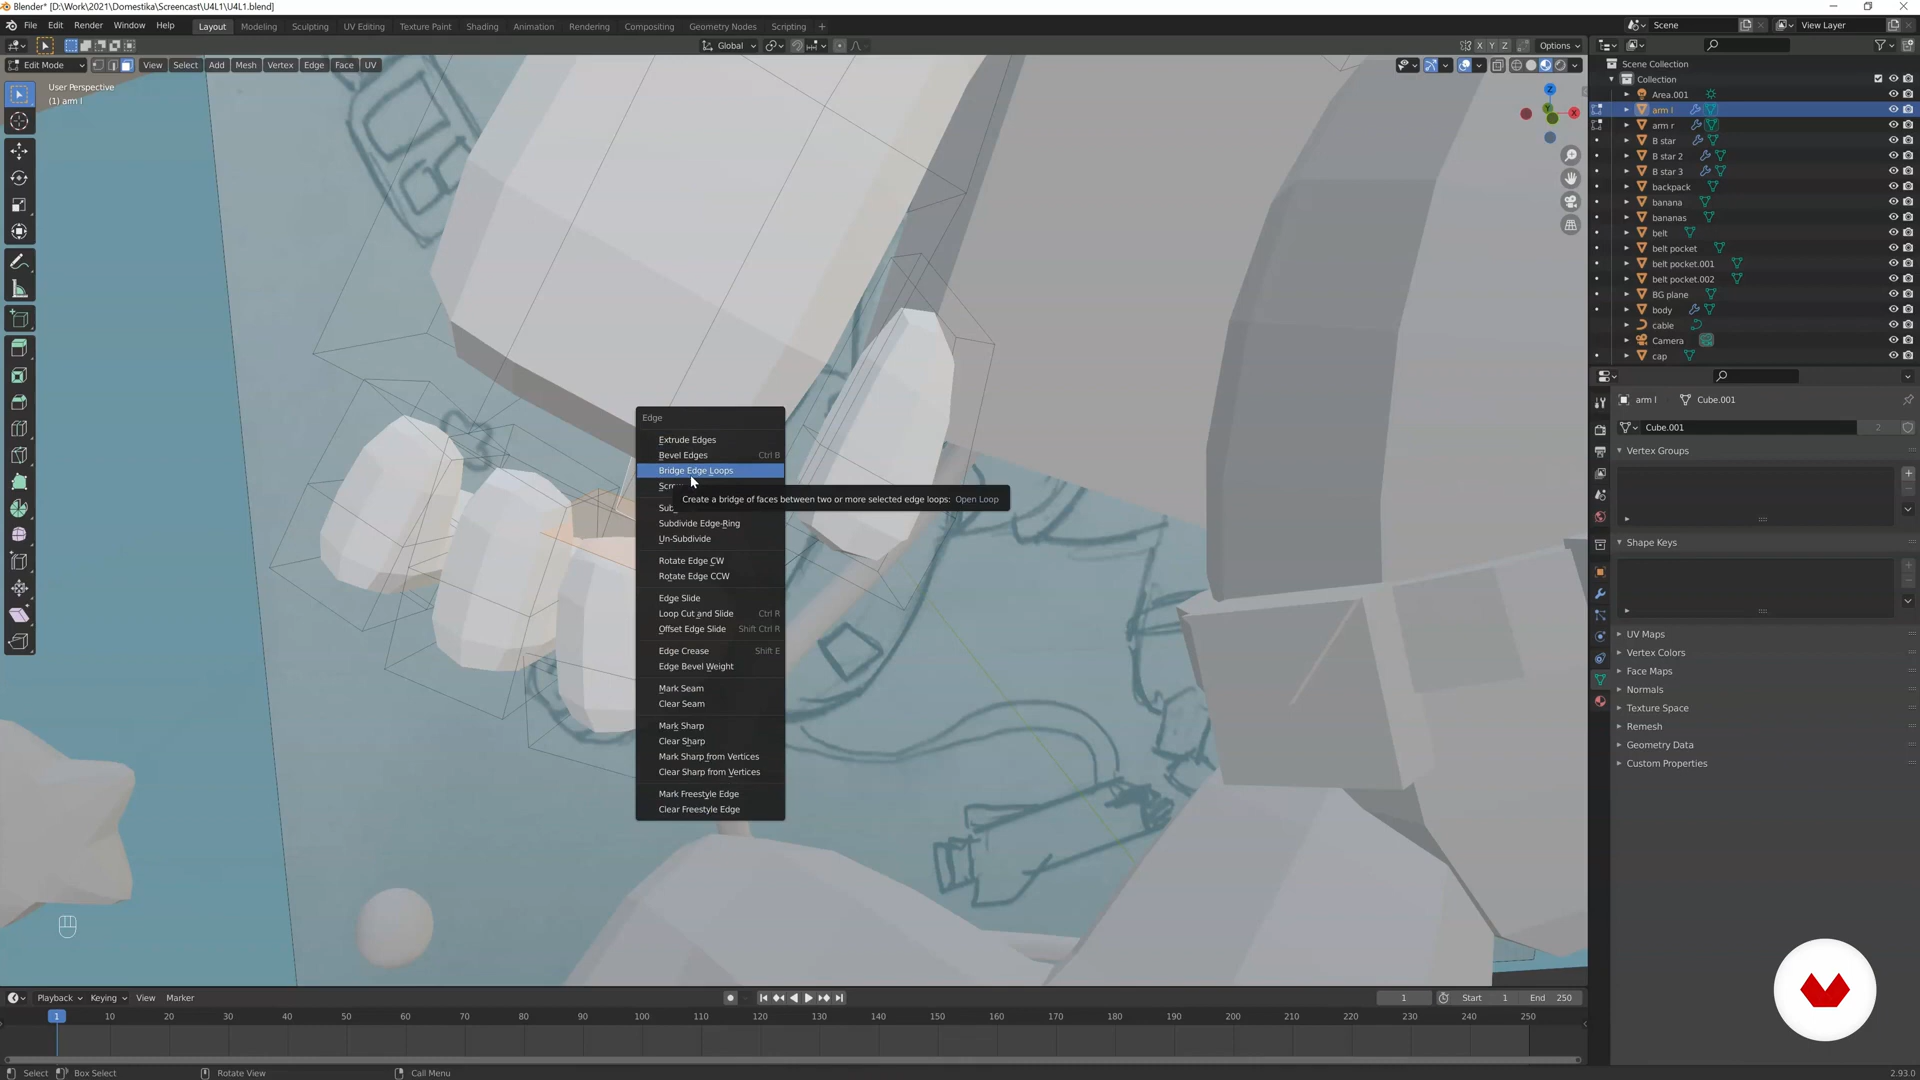 Blender* [D:\Work\2021\Domestika\Screencast\U4L1\U4L1.blend]
File Edit Render Window Help Layout Modeling Sculpting UV Editing Texture Paint Shading Animation Rendering Compositing Geometry Nodes Scripting + Scene View Layer
Global X Y Z Options
Edit Mode View Select Add Mesh Vertex Edge Face UV
User Perspective
(1) arm l
Z
Y
X
Scene Collection
Collection
Area.001
arm l
arm r
B star
B star 2
B star 3
backpack
banana
bananas
belt
belt pocket
belt pocket.001
belt pocket.002
BG plane
body
cable
Camera
cap
arm l Cube.001
Cube.001 2
Vertex Groups
Shape Keys
UV Maps
Vertex Colors
Face Maps
Normals
Texture Space
Remesh
Geometry Data
Custom Properties
Edge
Extrude Edges
Bevel Edges Ctrl B
Bridge Edge Loops
Create a bridge of faces between two or more selected edge loops: Open Loop
Subdivide Edge-Ring
Un-Subdivide
Rotate Edge CW
Rotate Edge CCW
Edge Slide
Loop Cut and Slide Ctrl R
Offset Edge Slide Shift Ctrl R
Edge Crease Shift E
Edge Bevel Weight
Mark Seam
Clear Seam
Mark Sharp
Clear Sharp
Mark Sharp from Vertices
Clear Sharp from Vertices
Mark Freestyle Edge
Clear Freestyle Edge
Playback Keying View Marker 1 Start 1 End 250
1 10 20 30 40 50 60 70 80 90 100 110 120 130 140 150 160 170 180 190 200 210 220 230 240 250
Select Box Select Rotate View Call Menu 2.93.0